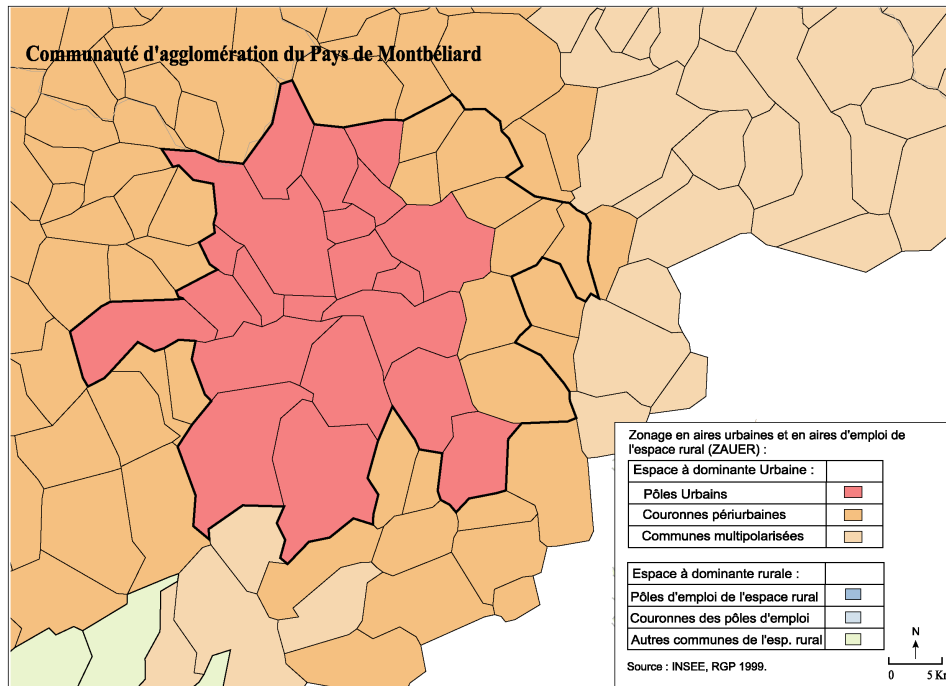 Communauté d'agglomération du Pays de Montbéliard
Zonage en aires urbaines et en aires d'emploi de
l'espace rural (ZAUER) :
Espace à dominante Urbaine :
Pôles Urbains
Couronnes périurbaines
Communes multipolarisées
Espace à dominante rurale :
Pôles d'emploi de l'espace rural
Couronnes des pôles d'emploi
Autres communes de l'esp. rural
Source : INSEE, RGP 1999.
N
0 5 K